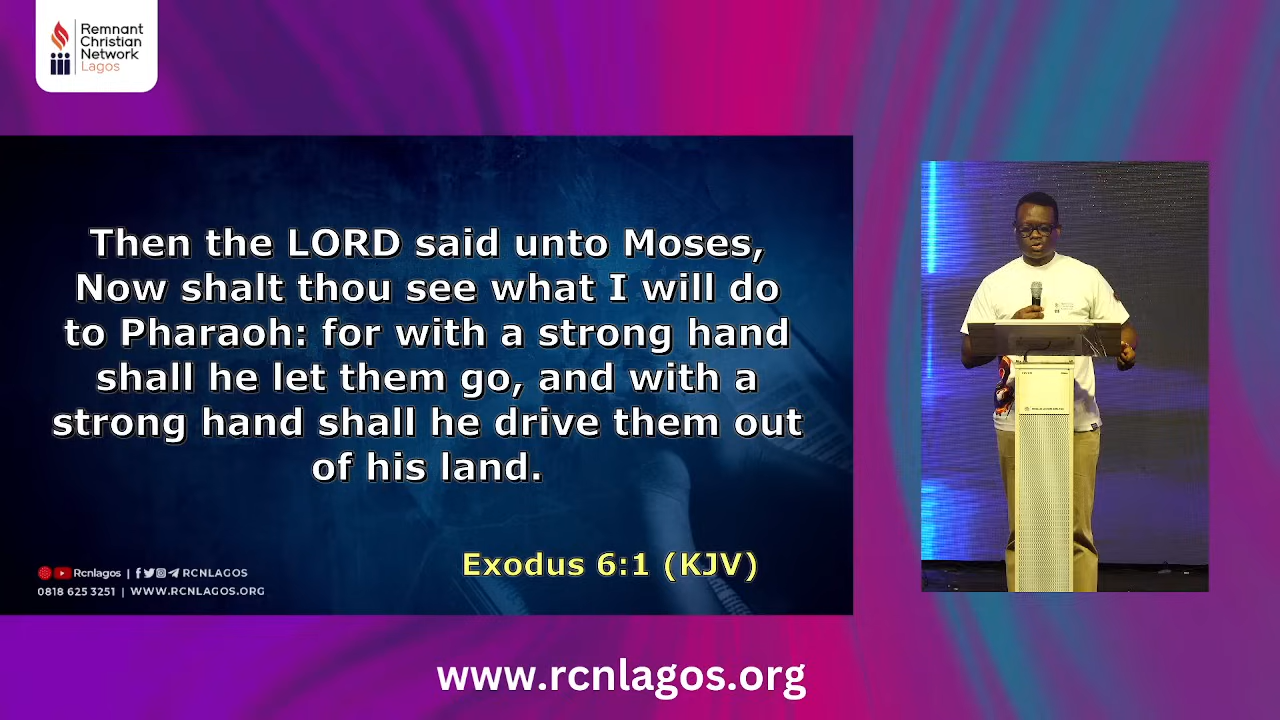 Remnant
Christian
Network
Lagos
Then the LORD said unto Moses,
Now shalt thou see what I will do
to Pharaoh: for with a strong hand
shall he let them go, and with a
strong hand shall he drive them out
of his land.
Exodus 6:1 (KJV)
Rcnlagos | RCNLAGOS
0818 625 3251 | WWW.RCNLAGOS.ORG
www.rcnlagos.org